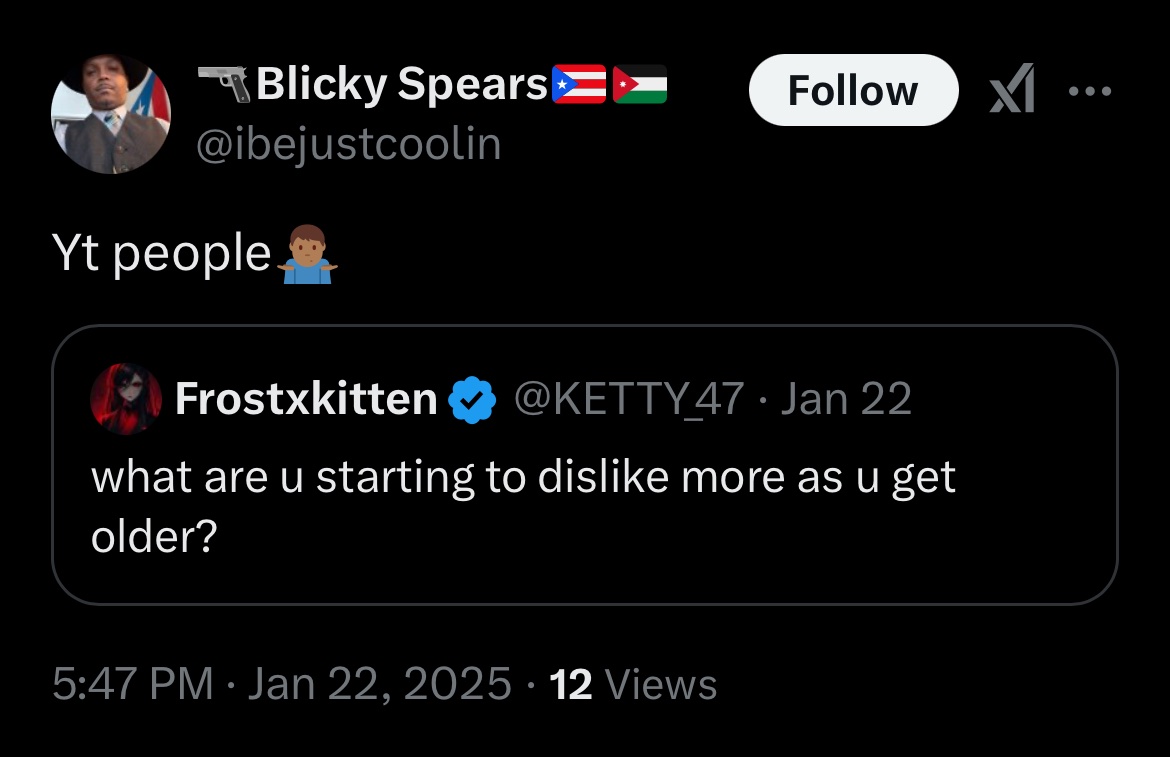 🔫Blicky Spears🇵🇷🇯🇴
Follow
@ibejustcoolin
Yt people🤷🏽‍♂️
Frostxkitten @KETTY_47 · Jan 22
what are u starting to dislike more as u get
older?
5:47 PM · Jan 22, 2025 · 12 Views